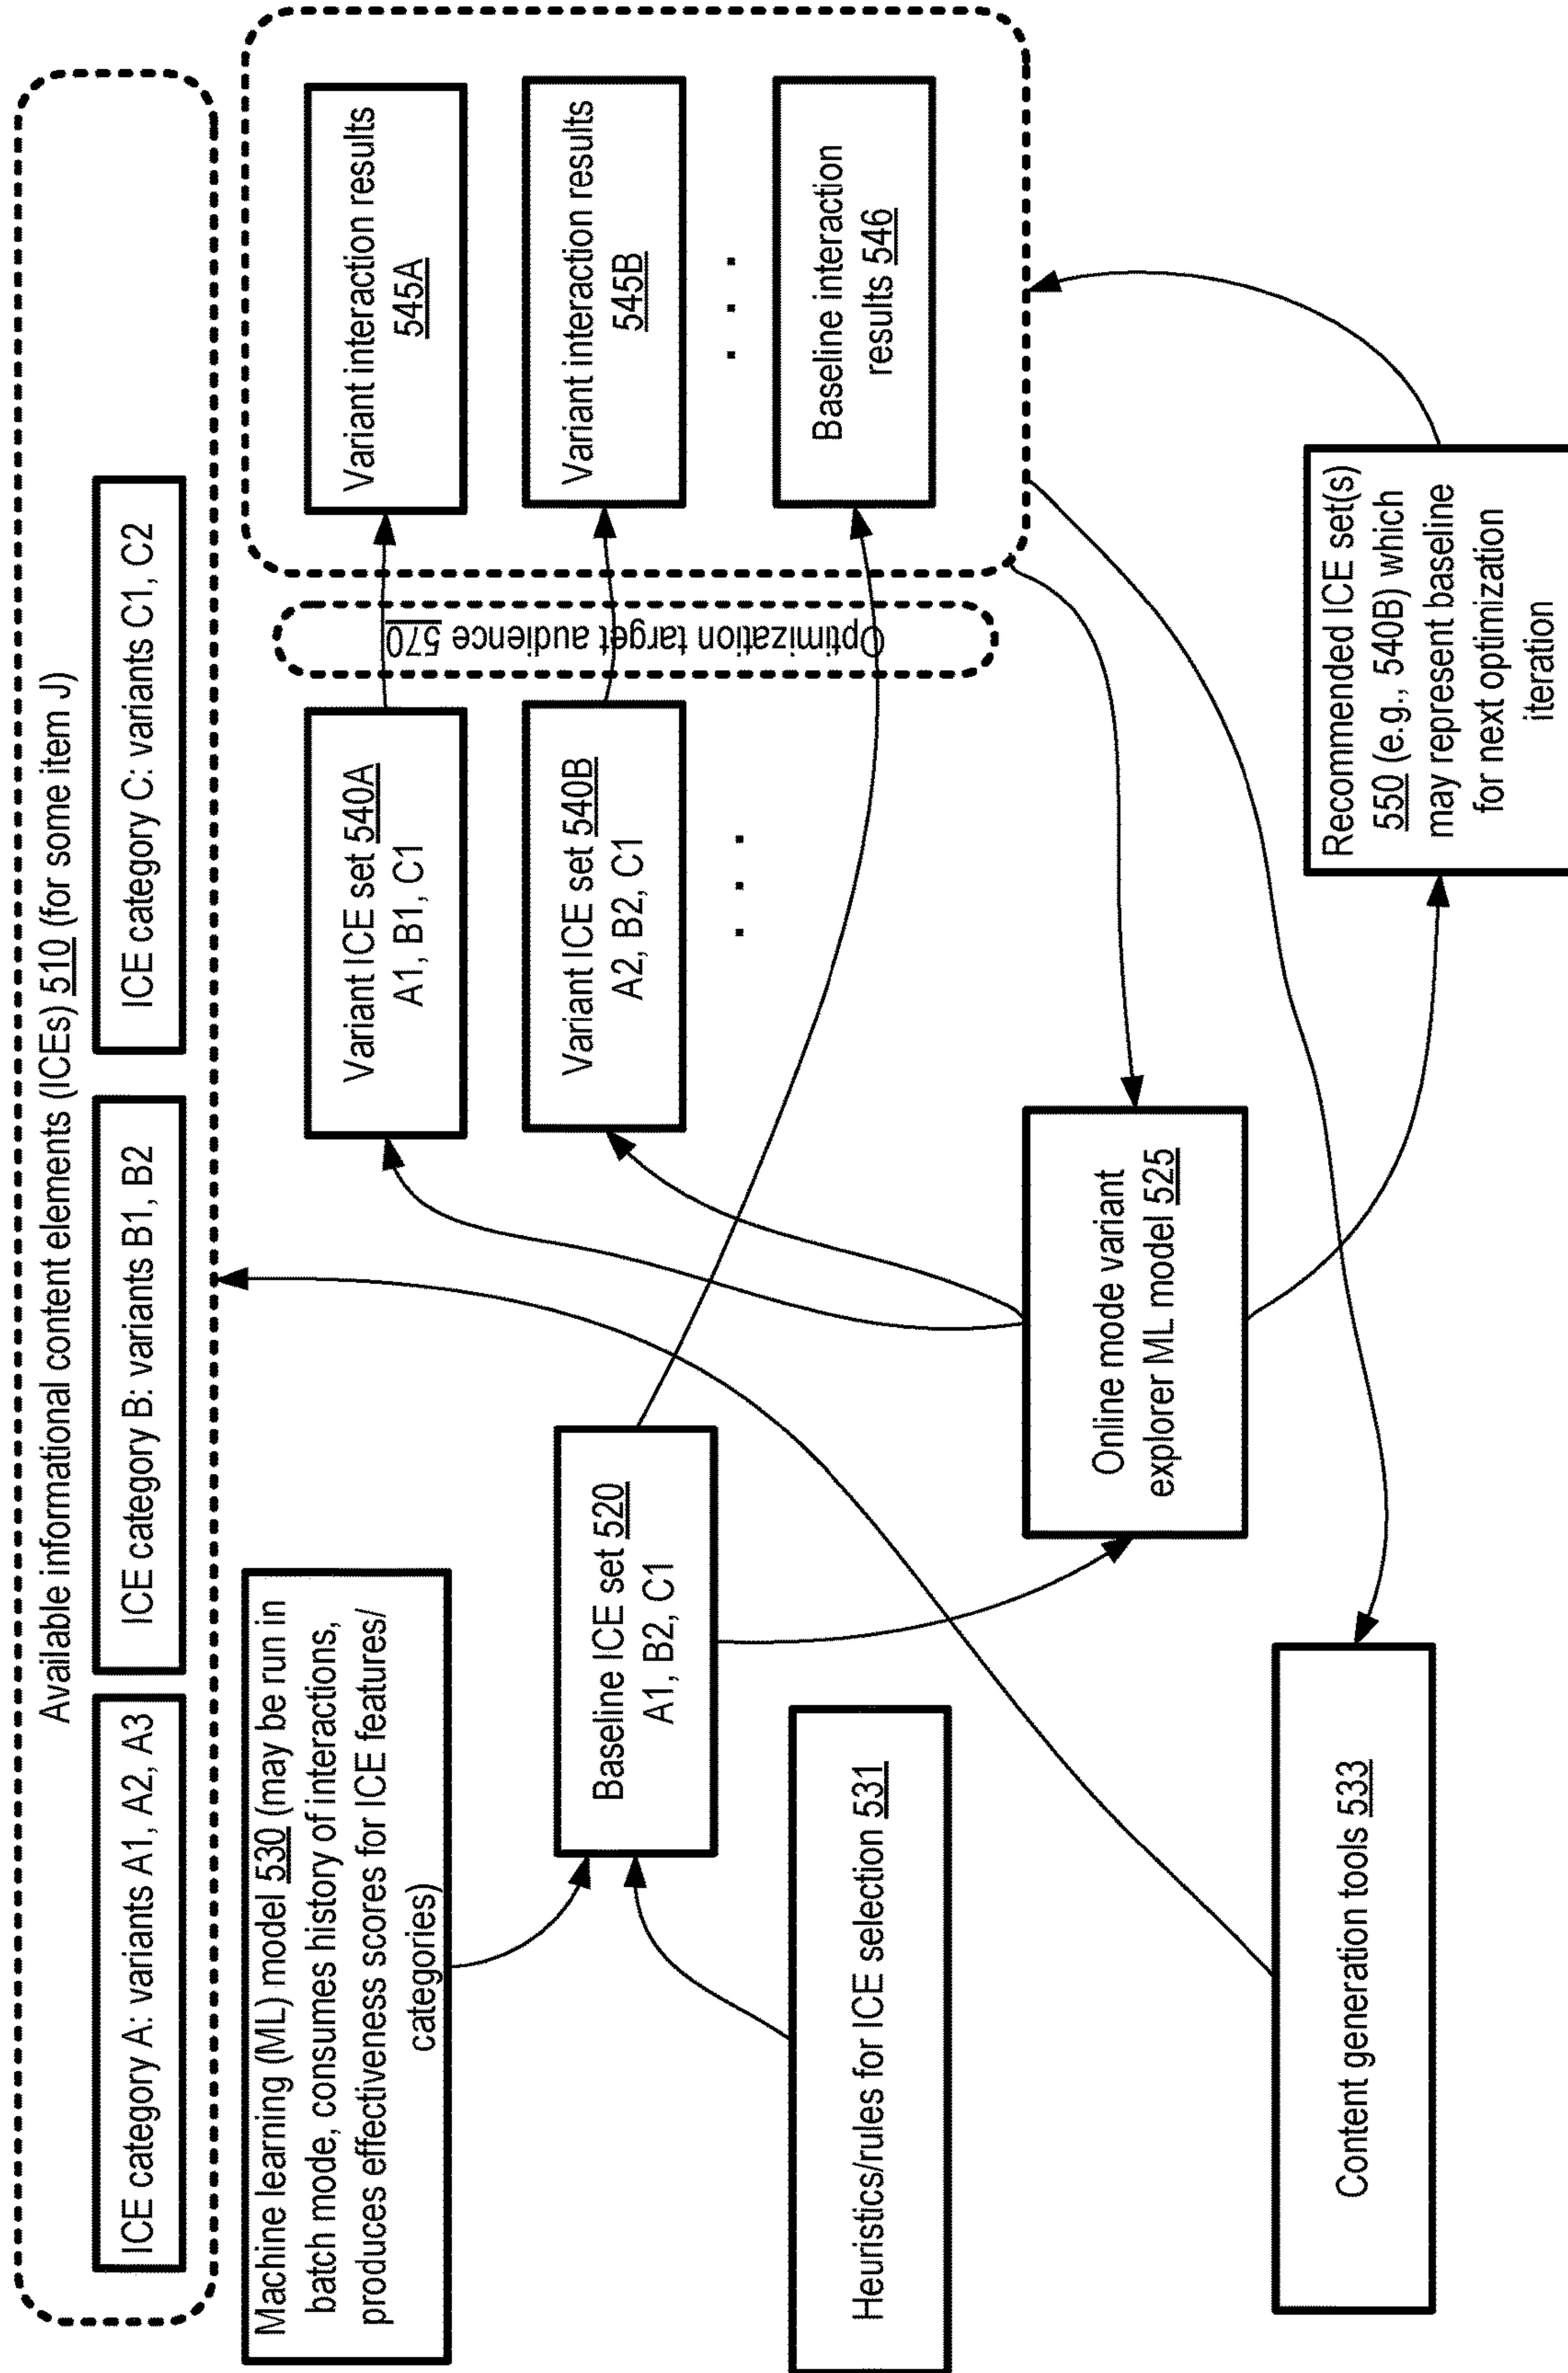 Available informational content elements (ICEs) 510 (for some item J)
ICE category A: variants A1, A2, A3
ICE category B: variants B1, B2
ICE category C: variants C1, C2
Machine learning (ML) model 530 (may be run in
batch mode, consumes history of interactions,
produces effectiveness scores for ICE features/
categories)
Baseline ICE set 520
A1, B2, C1
Heuristics/rules for ICE selection 531
Content generation tools 533
Online mode variant
explorer ML model 525
Variant ICE set 540A
A1, B1, C1
Variant ICE set 540B
A2, B2, C1
. . .
Optimization target audience 570
Variant interaction results
545A
Variant interaction results
545B
. . .
Baseline interaction
results 546
Recommended ICE set(s)
550 (e.g., 540B) which
may represent baseline
for next optimization
iteration